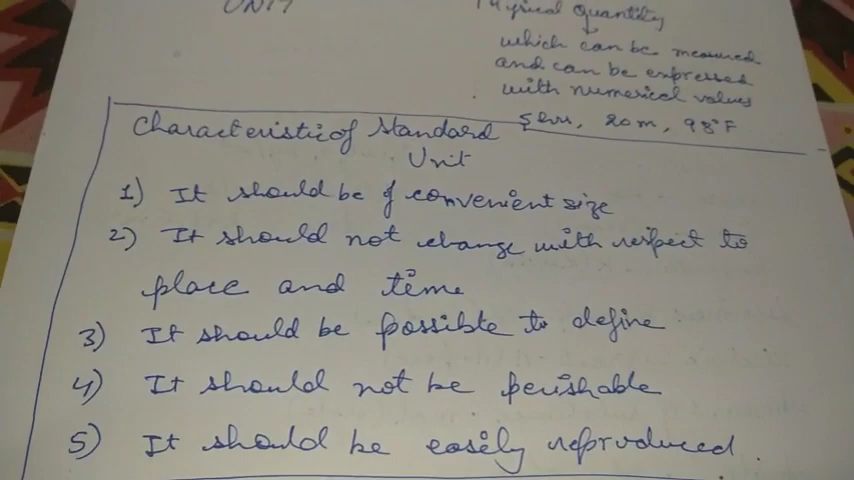 UNIT
Physical Quantity
which can be measured
and can be expressed
with numerical values
5 hrs, 20m, 98°F
Characteristic of Standard
Unit
1) It should be of convenient size
2) It should not change with respect to
place and time
3) It should be possible to define
4) It should not be perishable
5) It should be easily reproduced.